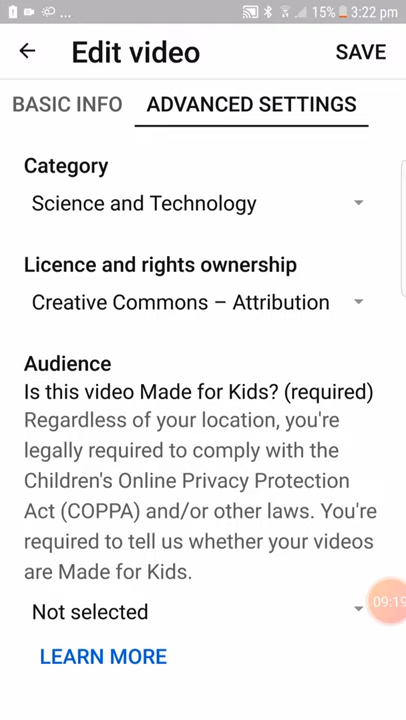 15% 3:22 pm
Edit video SAVE
BASIC INFO ADVANCED SETTINGS
Category
Science and Technology
Licence and rights ownership
Creative Commons – Attribution
Audience
Is this video Made for Kids? (required)
Regardless of your location, you're
legally required to comply with the
Children's Online Privacy Protection
Act (COPPA) and/or other laws. You're
required to tell us whether your videos
are Made for Kids.
09:19
Not selected
LEARN MORE